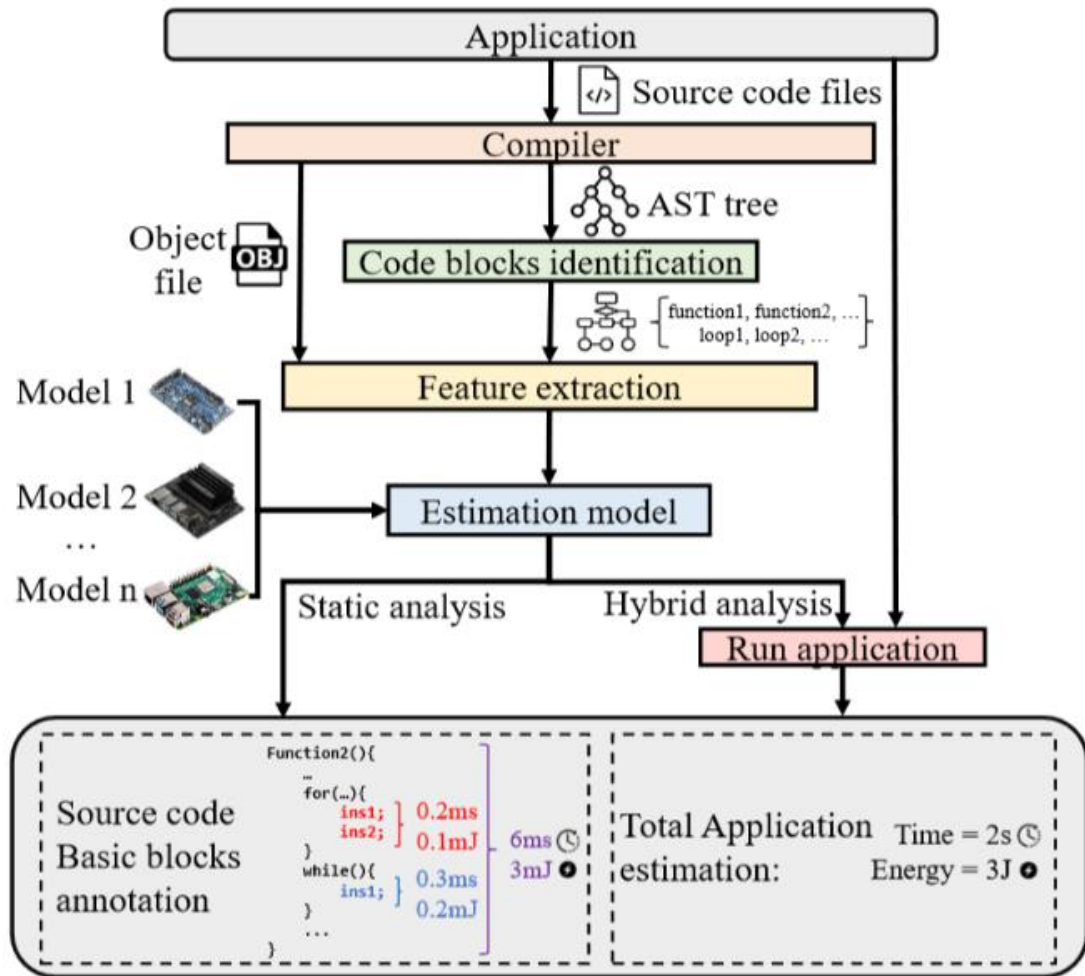 Application
</> Source code files
Compiler
AST tree
Object
file
OBJ
Code blocks identification
function1, function2, ...
loop1, loop2, ...
Feature extraction
Model 1
Model 2
...
Model n
Estimation model
Static analysis
Hybrid analysis
Run application
Source code
Basic blocks
annotation
Function2(){
...
for(...){
ins1;
ins2;
}
0.2ms
0.1mJ
while(){
ins1;
}
0.3ms
0.2mJ
...
}
6ms
3mJ
Total Application
estimation:
Time = 2s
Energy = 3J